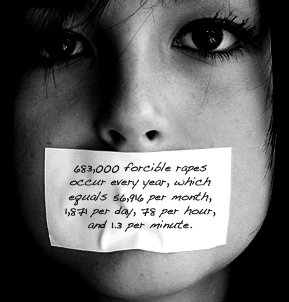 683,000 forcible rapes
occur every year, which
equals 56,916 per month,
1,871 per day, 78 per hour,
and 1.3 per minute.